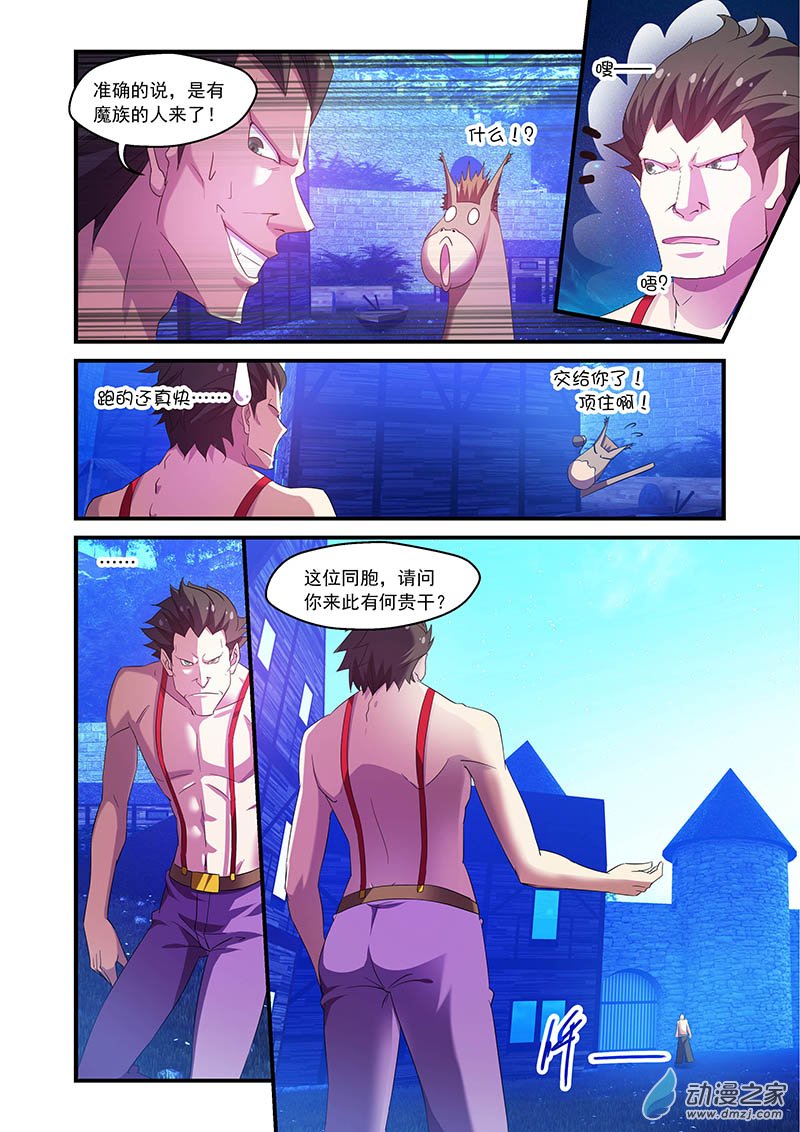 准确的说，是有
魔族的人来了！
什么！？
嗖——
唔？
跑的还真快……
交给你了！
顶住啊！
……
这位同胞，请问
你来此有何贵干？
动漫之家
www.dmzj.com